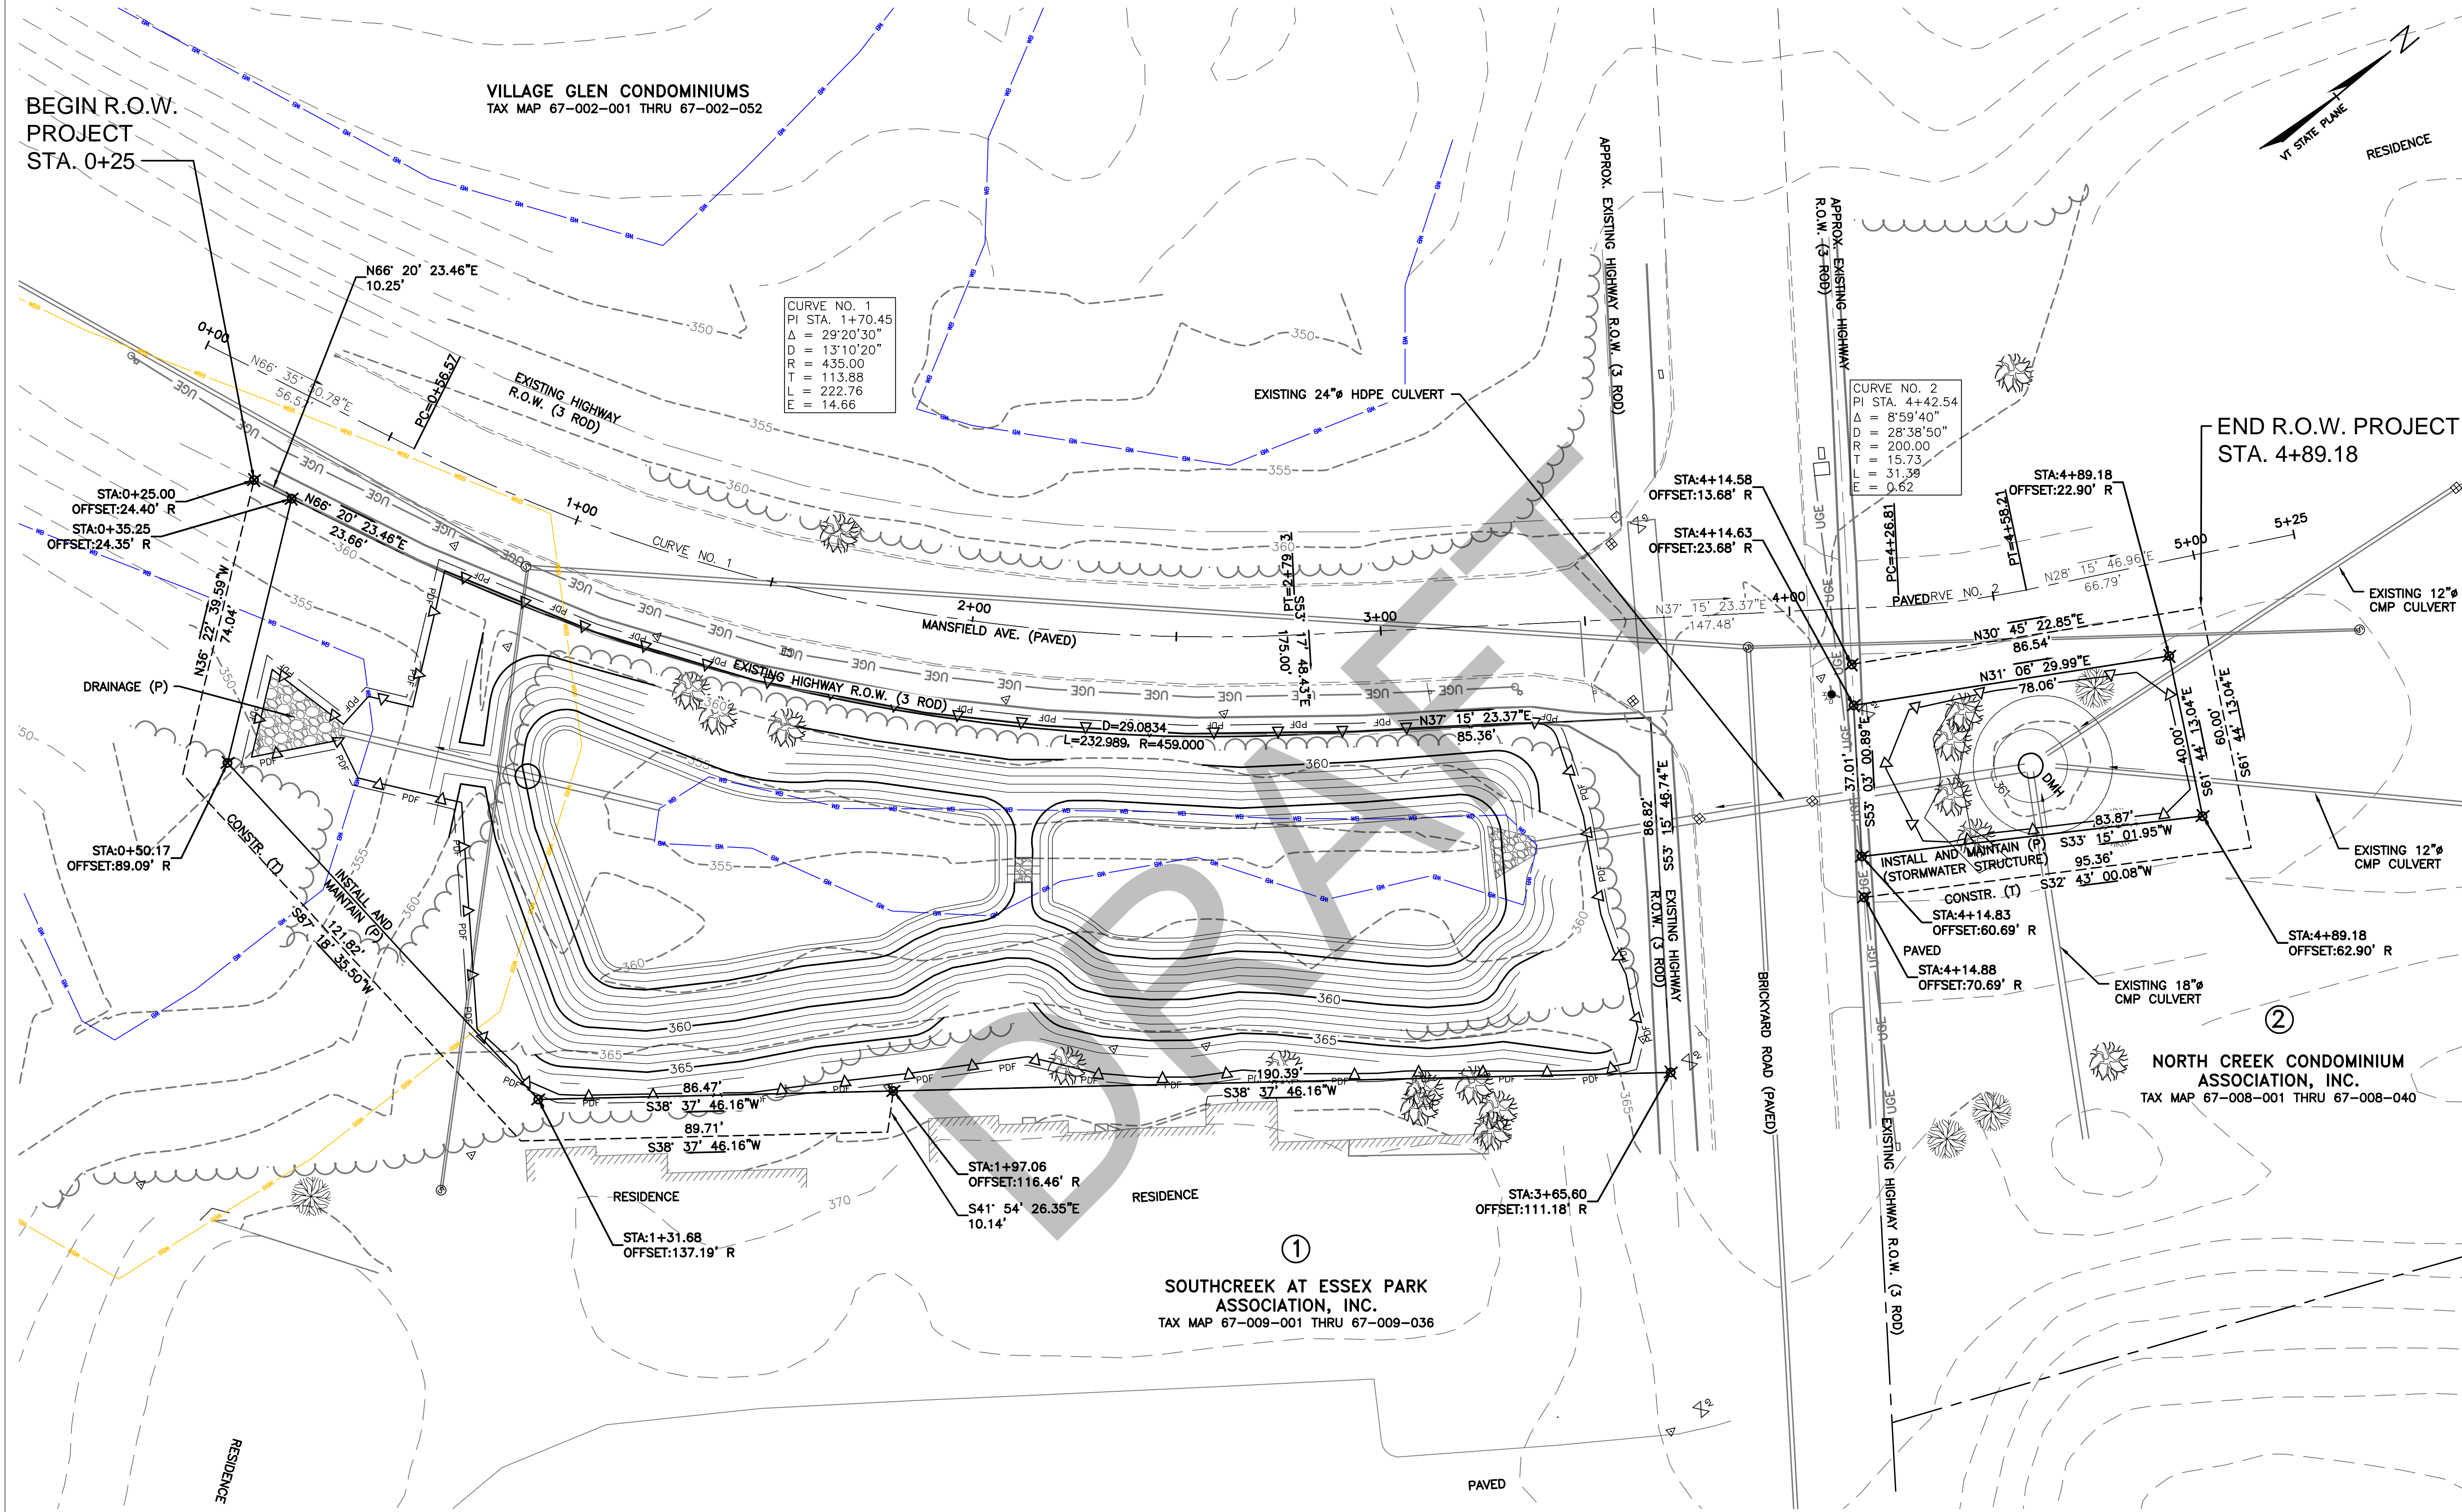 BEGIN R.O.W.
PROJECT
STA. 0+25
VILLAGE GLEN CONDOMINIUMS
TAX MAP 67-002-001 THRU 67-002-052
VT STATE PLANE
RESIDENCE
N66° 20' 23.46"E
10.25'
0+00
N66° 35' 50.78"E
PC=0+56.57
EXISTING HIGHWAY
R.O.W. (3 ROD)
CURVE NO. 1
PI STA. 1+70.45
Δ = 29°20'30"
D = 13°10'20"
R = 435.00
T = 113.88
L = 222.76
E = 14.66
350
350
355
355
360
EXISTING 24"ø HDPE CULVERT
APPROX. EXISTING HIGHWAY R.O.W. (3 ROD)
APPROX. EXISTING HIGHWAY
R.O.W. (3 ROD)
CURVE NO. 2
PI STA. 4+42.54
Δ = 8°59'40"
D = 28°38'50"
R = 200.00
T = 15.73
L = 31.39
E = 0.62
END R.O.W. PROJECT
STA. 4+89.18
STA:0+25.00
OFFSET:24.40' R
STA:0+35.25
OFFSET:24.35' R
N66° 20' 23.46"E
23.66'
1+00
CURVE NO. 1
2+00
MANSFIELD AVE. (PAVED)
3+00
S53° 17' 48.43"E
175.00'
N37° 15' 23.37"E
147.48'
4+00
STA:4+14.58
OFFSET:13.68' R
STA:4+14.63
OFFSET:23.68' R
STA:4+89.18
OFFSET:22.90' R
PC=4+26.81
PT=4+58.21
PAVED
N28° 15' 46.96"E
66.79'
5+00
5+25
EXISTING 12"ø
CMP CULVERT
N30° 45' 22.85"E
86.54'
N31° 06' 29.99"E
78.06'
S61° 44' 13.04"E
40.00'
S61° 44' 13.04"E
60.00'
N36° 22' 39.59"W
74.04'
DRAINAGE (P)
EXISTING HIGHWAY R.O.W. (3 ROD)
D=29.0834
L=232.989, R=459.000
N37° 15' 23.37"E
85.36'
86.82'
S53° 15' 46.74"E
EXISTING HIGHWAY
R.O.W. (3 ROD)
37.01'
S53° 03' 00.89"E
DMH
361
83.87'
S33° 15' 01.95"W
INSTALL AND MAINTAIN (P)
(STORMWATER STRUCTURE)
95.36'
S32° 43' 00.08"W
CONSTR. (T)
EXISTING 12"ø
CMP CULVERT
STA:4+14.83
OFFSET:60.69' R
PAVED
STA:4+14.88
OFFSET:70.69' R
STA:4+89.18
OFFSET:62.90' R
EXISTING 18"ø
CMP CULVERT
STA:0+50.17
OFFSET:89.09' R
CONSTR. (T)
INSTALL AND
MAINTAIN (P)
121.82'
S87° 18' 35.50"W
360
360
360
365
365
86.47'
S38° 37' 46.16"W
89.71'
S38° 37' 46.16"W
190.39'
S38° 37' 46.16"W
STA:1+97.06
OFFSET:116.46' R
S41° 54' 26.35"E
10.14'
STA:1+31.68
OFFSET:137.19' R
RESIDENCE
370
RESIDENCE
STA:3+65.60
OFFSET:111.18' R
BRICKYARD ROAD (PAVED)
EXISTING HIGHWAY R.O.W. (3 ROD)
1
SOUTHCREEK AT ESSEX PARK
ASSOCIATION, INC.
TAX MAP 67-009-001 THRU 67-009-036
2
NORTH CREEK CONDOMINIUM
ASSOCIATION, INC.
TAX MAP 67-008-001 THRU 67-008-040
RESIDENCE
PAVED
DRAFT